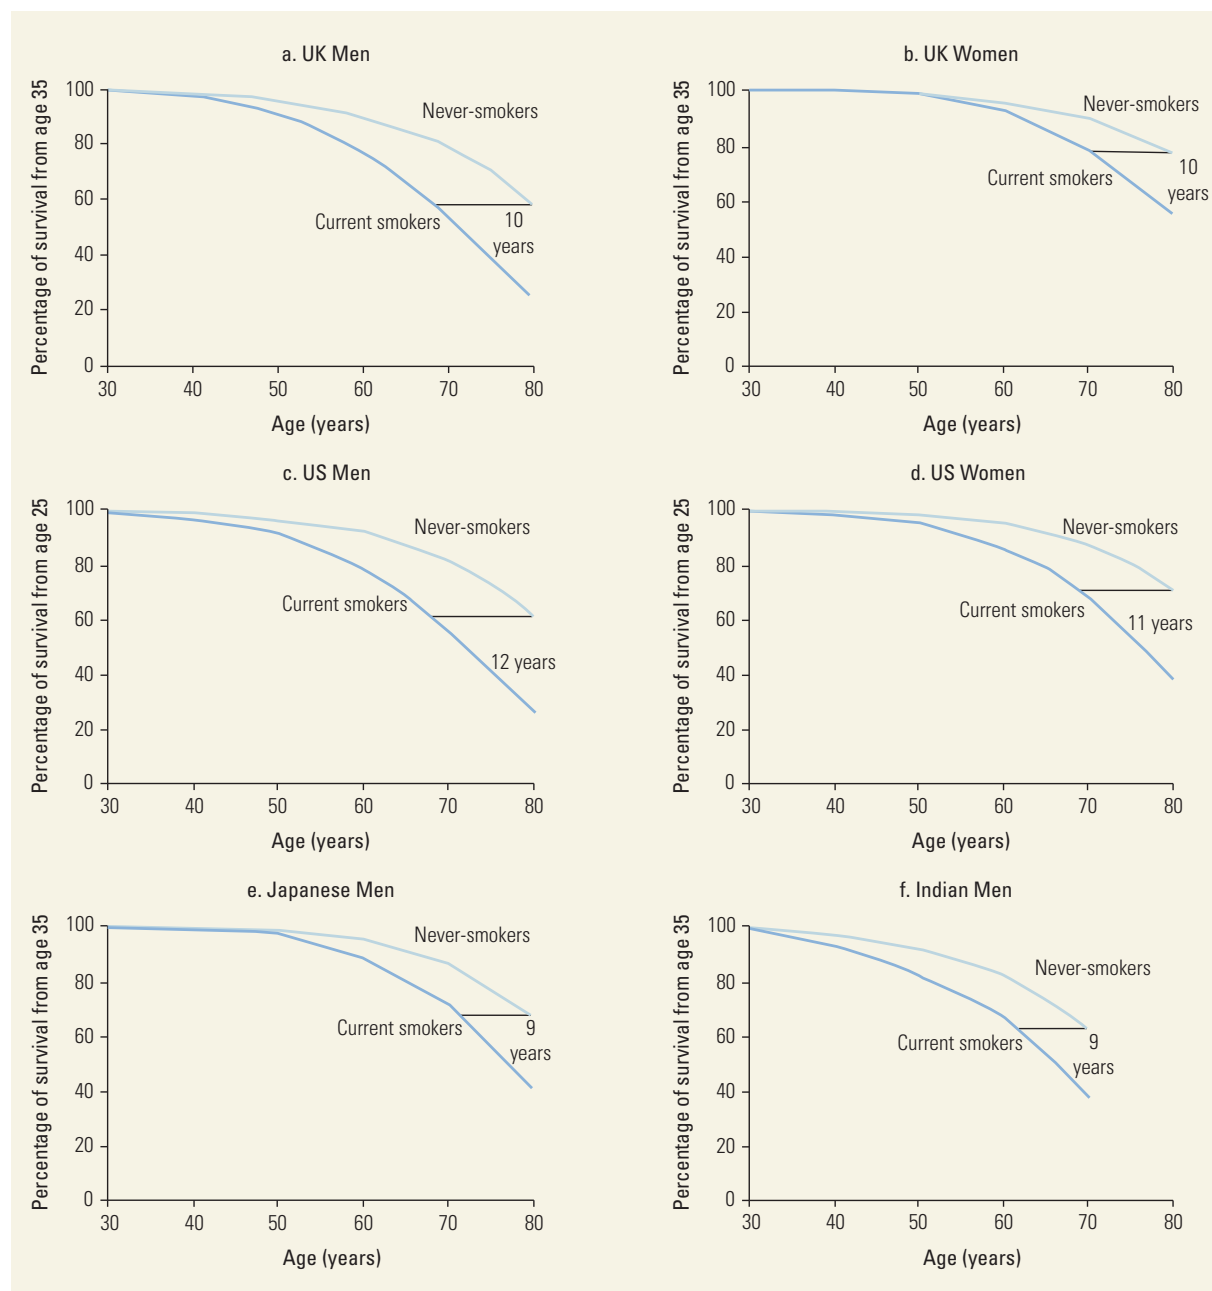 a. UK Men
Percentage of survival from age 35
100
80
60
40
20
0
Never-smokers
Current smokers
10
years
30 40 50 60 70 80
Age (years)
b. UK Women
Percentage of survival from age 35
100
80
60
40
20
0
Never-smokers
Current smokers
10
years
30 40 50 60 70 80
Age (years)
c. US Men
Percentage of survival from age 25
100
80
60
40
20
0
Never-smokers
Current smokers
12 years
30 40 50 60 70 80
Age (years)
d. US Women
Percentage of survival from age 25
100
80
60
40
20
0
Never-smokers
Current smokers
11 years
30 40 50 60 70 80
Age (years)
e. Japanese Men
Percentage of survival from age 35
100
80
60
40
20
0
Never-smokers
Current smokers
9
years
30 40 50 60 70 80
Age (years)
f. Indian Men
Percentage of survival from age 35
100
80
60
40
20
0
Never-smokers
Current smokers
9
years
30 40 50 60 70 80
Age (years)